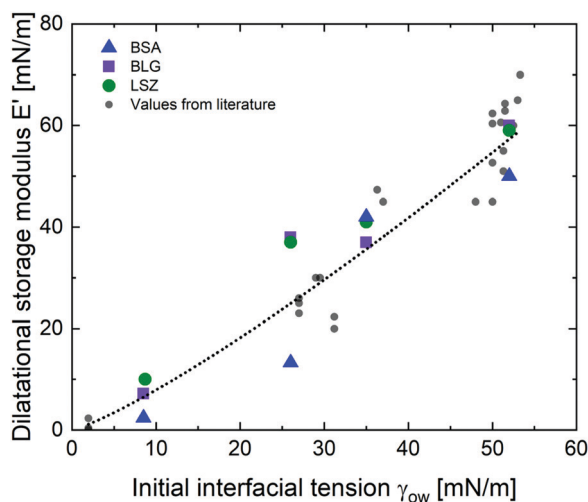 80
60
40
20
0
Dilatational storage modulus E' [mN/m]
BSA
BLG
LSZ
Values from literature
0 10 20 30 40 50 60
Initial interfacial tension γow [mN/m]